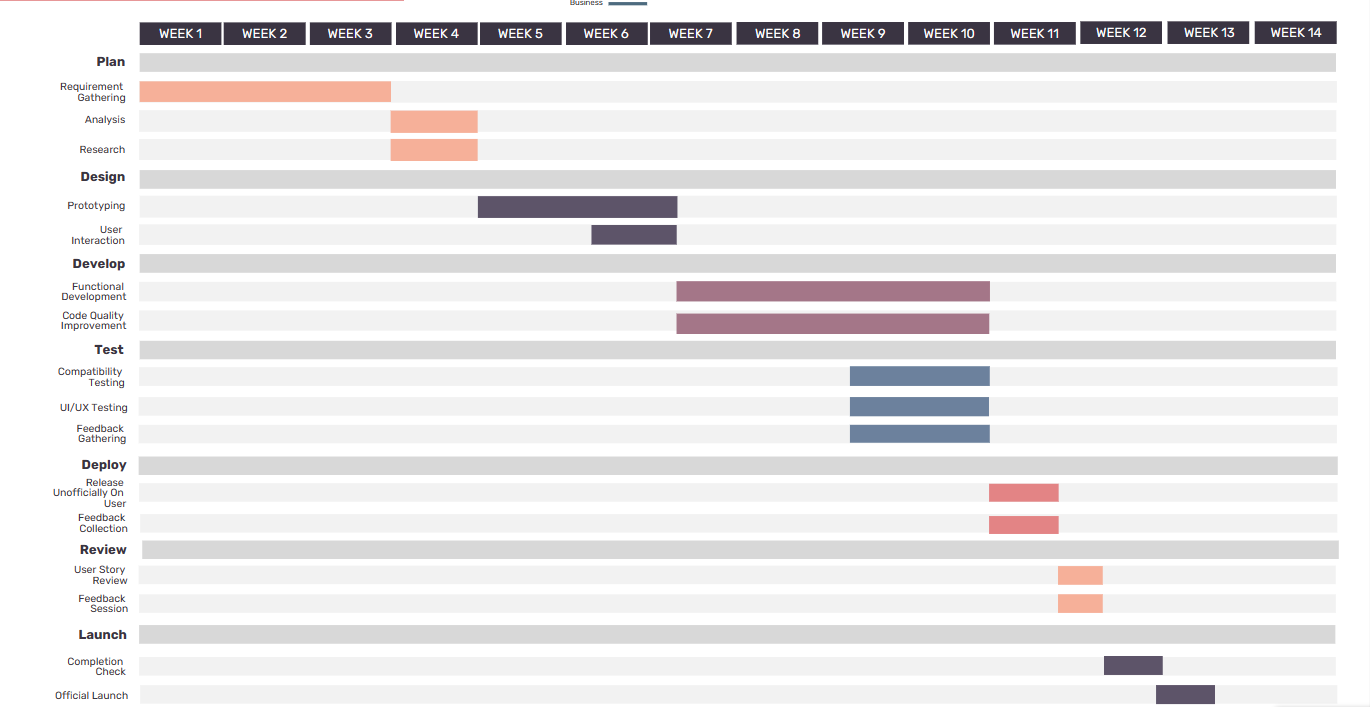 Business
WEEK 1 WEEK 2 WEEK 3 WEEK 4 WEEK 5 WEEK 6 WEEK 7 WEEK 8 WEEK 9 WEEK 10 WEEK 11 WEEK 12 WEEK 13 WEEK 14
Plan
Requirement
Gathering
Analysis
Research
Design
Prototyping
User
Interaction
Develop
Functional
Development
Code Quality
Improvement
Test
Compatibility
Testing
UI/UX Testing
Feedback
Gathering
Deploy
Release
Unofficially On
User
Feedback
Collection
Review
User Story
Review
Feedback
Session
Launch
Completion
Check
Official Launch